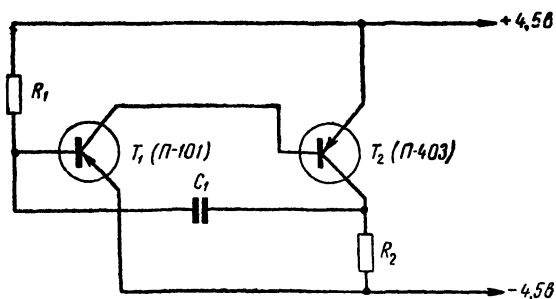 +4,5в
R₁
T₁ (П-101)
T₂ (П-403)
C₁
R₂
-4,5в